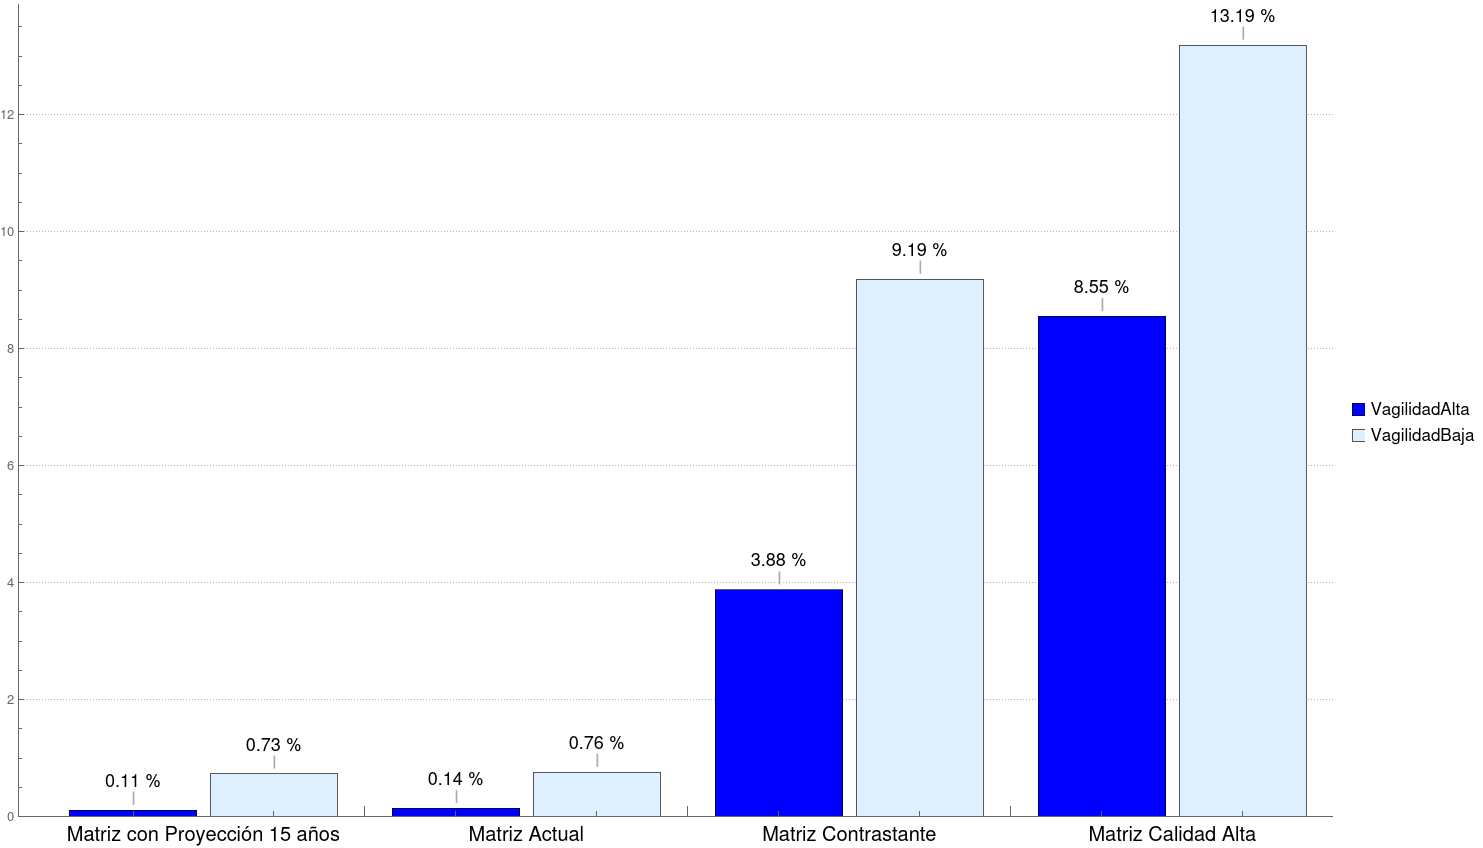 13.19 %
12
10
9.19 %
8.55 %
8
VagilidadAlta
VagilidadBaja
6
3.88 %
4
2
0.73 %
0.76 %
0.11 %
0.14 %
0
Matriz con Proyección 15 años
Matriz Actual
Matriz Contrastante
Matriz Calidad Alta